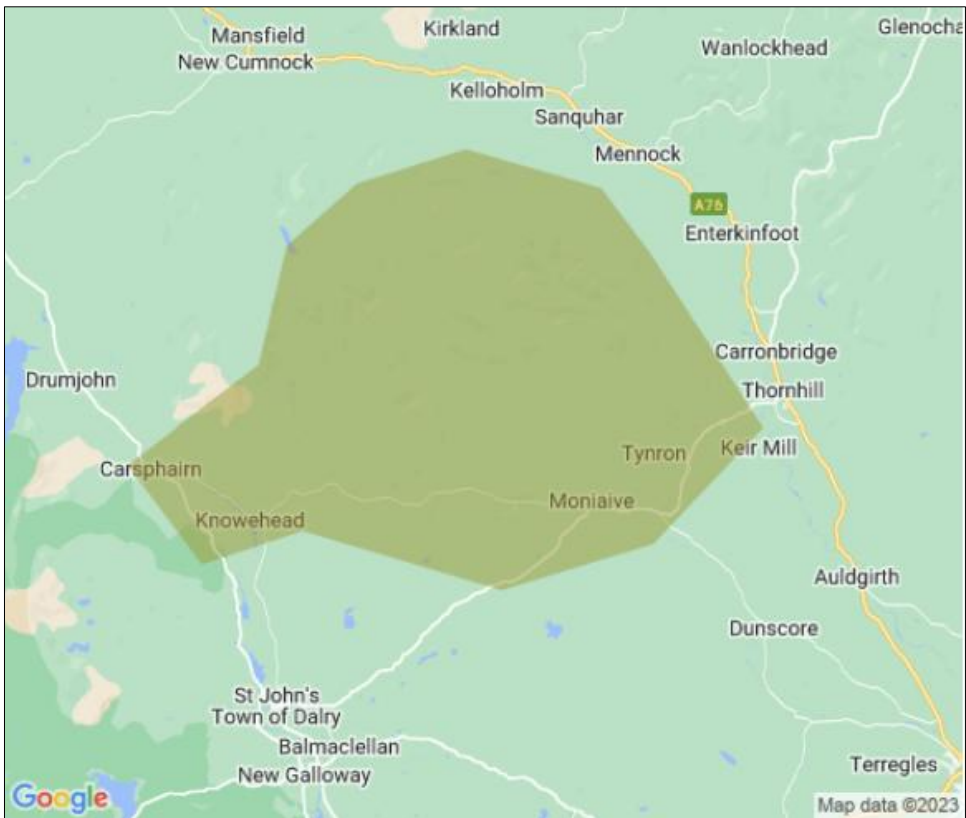 Mansfield
Kirkland
Glenocha
Wanlockhead
New Cumnock
Kelloholm
Sanquhar
Mennock
A76
Enterkinfoot
Carronbridge
Drumjohn
Thornhill
Tynron
Keir Mill
Carsphairn
Moniaive
Knowehead
Auldgirth
Dunscore
St John's
Town of Dalry
Balmaclellan
New Galloway
Terregles
Google
Map data ©2023